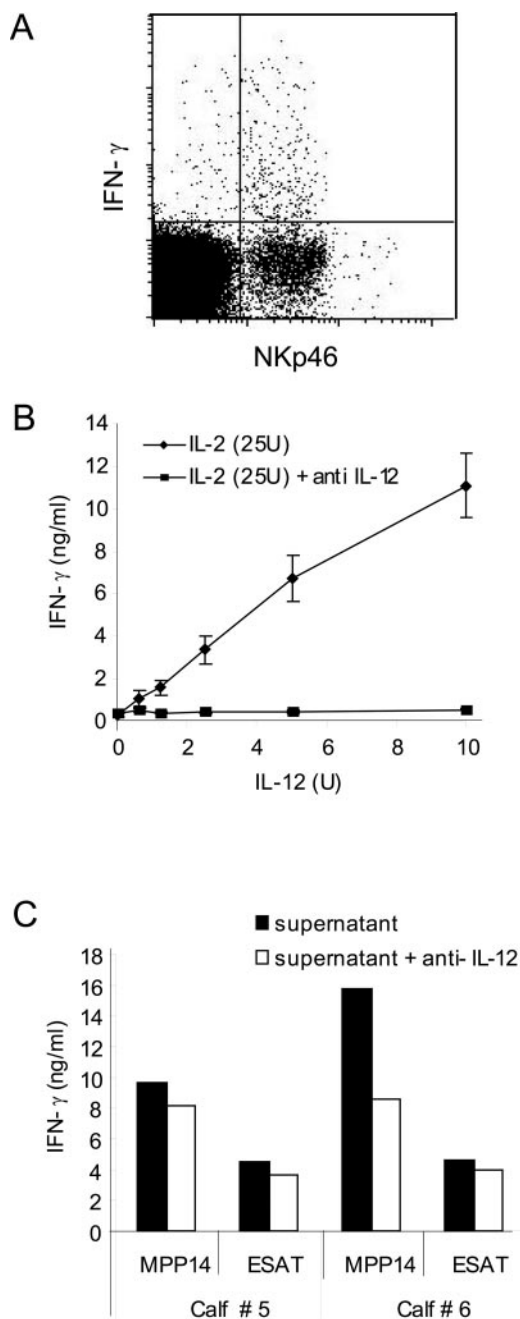 A
IFN- γ
NKp46
B
14
12
10
8
6
4
2
0
IFN- γ (ng/ml)
IL-2 (25U)
IL-2 (25U) + anti IL-12
0 2 4 6 8 10
IL-12 (U)
C
supernatant
supernatant + anti- IL-12
18
16
14
12
10
8
6
4
2
0
IFN- γ (ng/ml)
MPP14 ESAT MPP14 ESAT
Calf # 5 Calf # 6